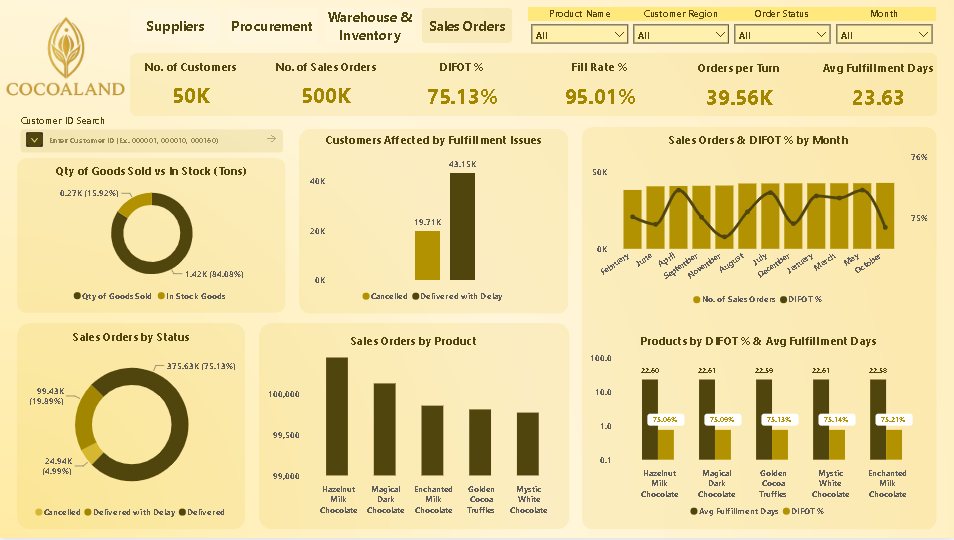 COCOALAND
Suppliers
Procurement
Warehouse &
Inventory
Sales Orders
Product Name
Customer Region
Order Status
Month
All
All
All
All
No. of Customers
No. of Sales Orders
DIFOT %
Fill Rate %
Orders per Turn
Avg Fulfillment Days
50K
500K
75.13%
95.01%
39.56K
23.63
Customer ID Search
Enter Customer ID (Ex. 000001, 000010, 000160)
Qty of Goods Sold vs In Stock (Tons)
0.27K (15.92%)
1.42K (84.08%)
Qty of Goods Sold
In Stock Goods
Customers Affected by Fulfillment Issues
43.15K
40K
19.71K
20K
0K
Cancelled
Delivered with Delay
Sales Orders & DIFOT % by Month
76%
50K
75%
0K
February
June
April
September
November
August
July
December
January
March
May
October
No. of Sales Orders
DIFOT %
Sales Orders by Status
375.63K (75.13%)
99.43K
(19.89%)
24.94K
(4.99%)
Cancelled
Delivered with Delay
Delivered
Sales Orders by Product
100,000
99,500
99,000
Hazelnut
Milk
Chocolate
Magical
Dark
Chocolate
Enchanted
Milk
Chocolate
Golden
Cocoa
Truffles
Mystic
White
Chocolate
Products by DIFOT % & Avg Fulfillment Days
100.0
10.0
1.0
0.1
22.60
22.61
22.59
22.61
22.58
75.06%
75.09%
75.13%
75.14%
75.21%
Hazelnut
Milk
Chocolate
Magical
Dark
Chocolate
Golden
Cocoa
Truffles
Mystic
White
Chocolate
Enchanted
Milk
Chocolate
Avg Fulfillment Days
DIFOT %